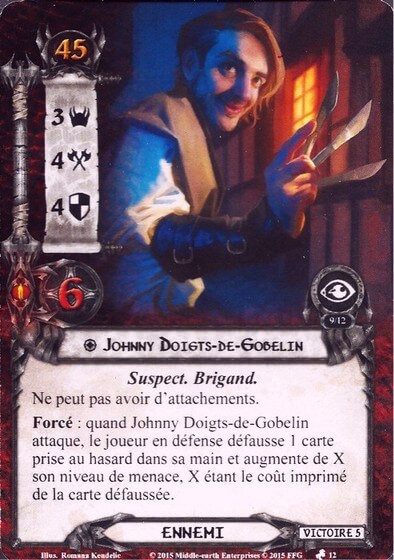 45
3
4
4
6
9/12
Johnny Doigts-de-Gobelin
Suspect. Brigand.
Ne peut pas avoir d'attachements.
Forcé : quand Johnny Doigts-de-Gobelin
attaque, le joueur en défense défausse 1 carte
prise au hasard dans sa main et augmente de X
son niveau de menace, X étant le coût imprimé
de la carte défaussée.
ENNEMI
VICTOIRE 5
Illus. Romana Kendelic
© 2015 Middle-earth Enterprises © 2015 FFG
12